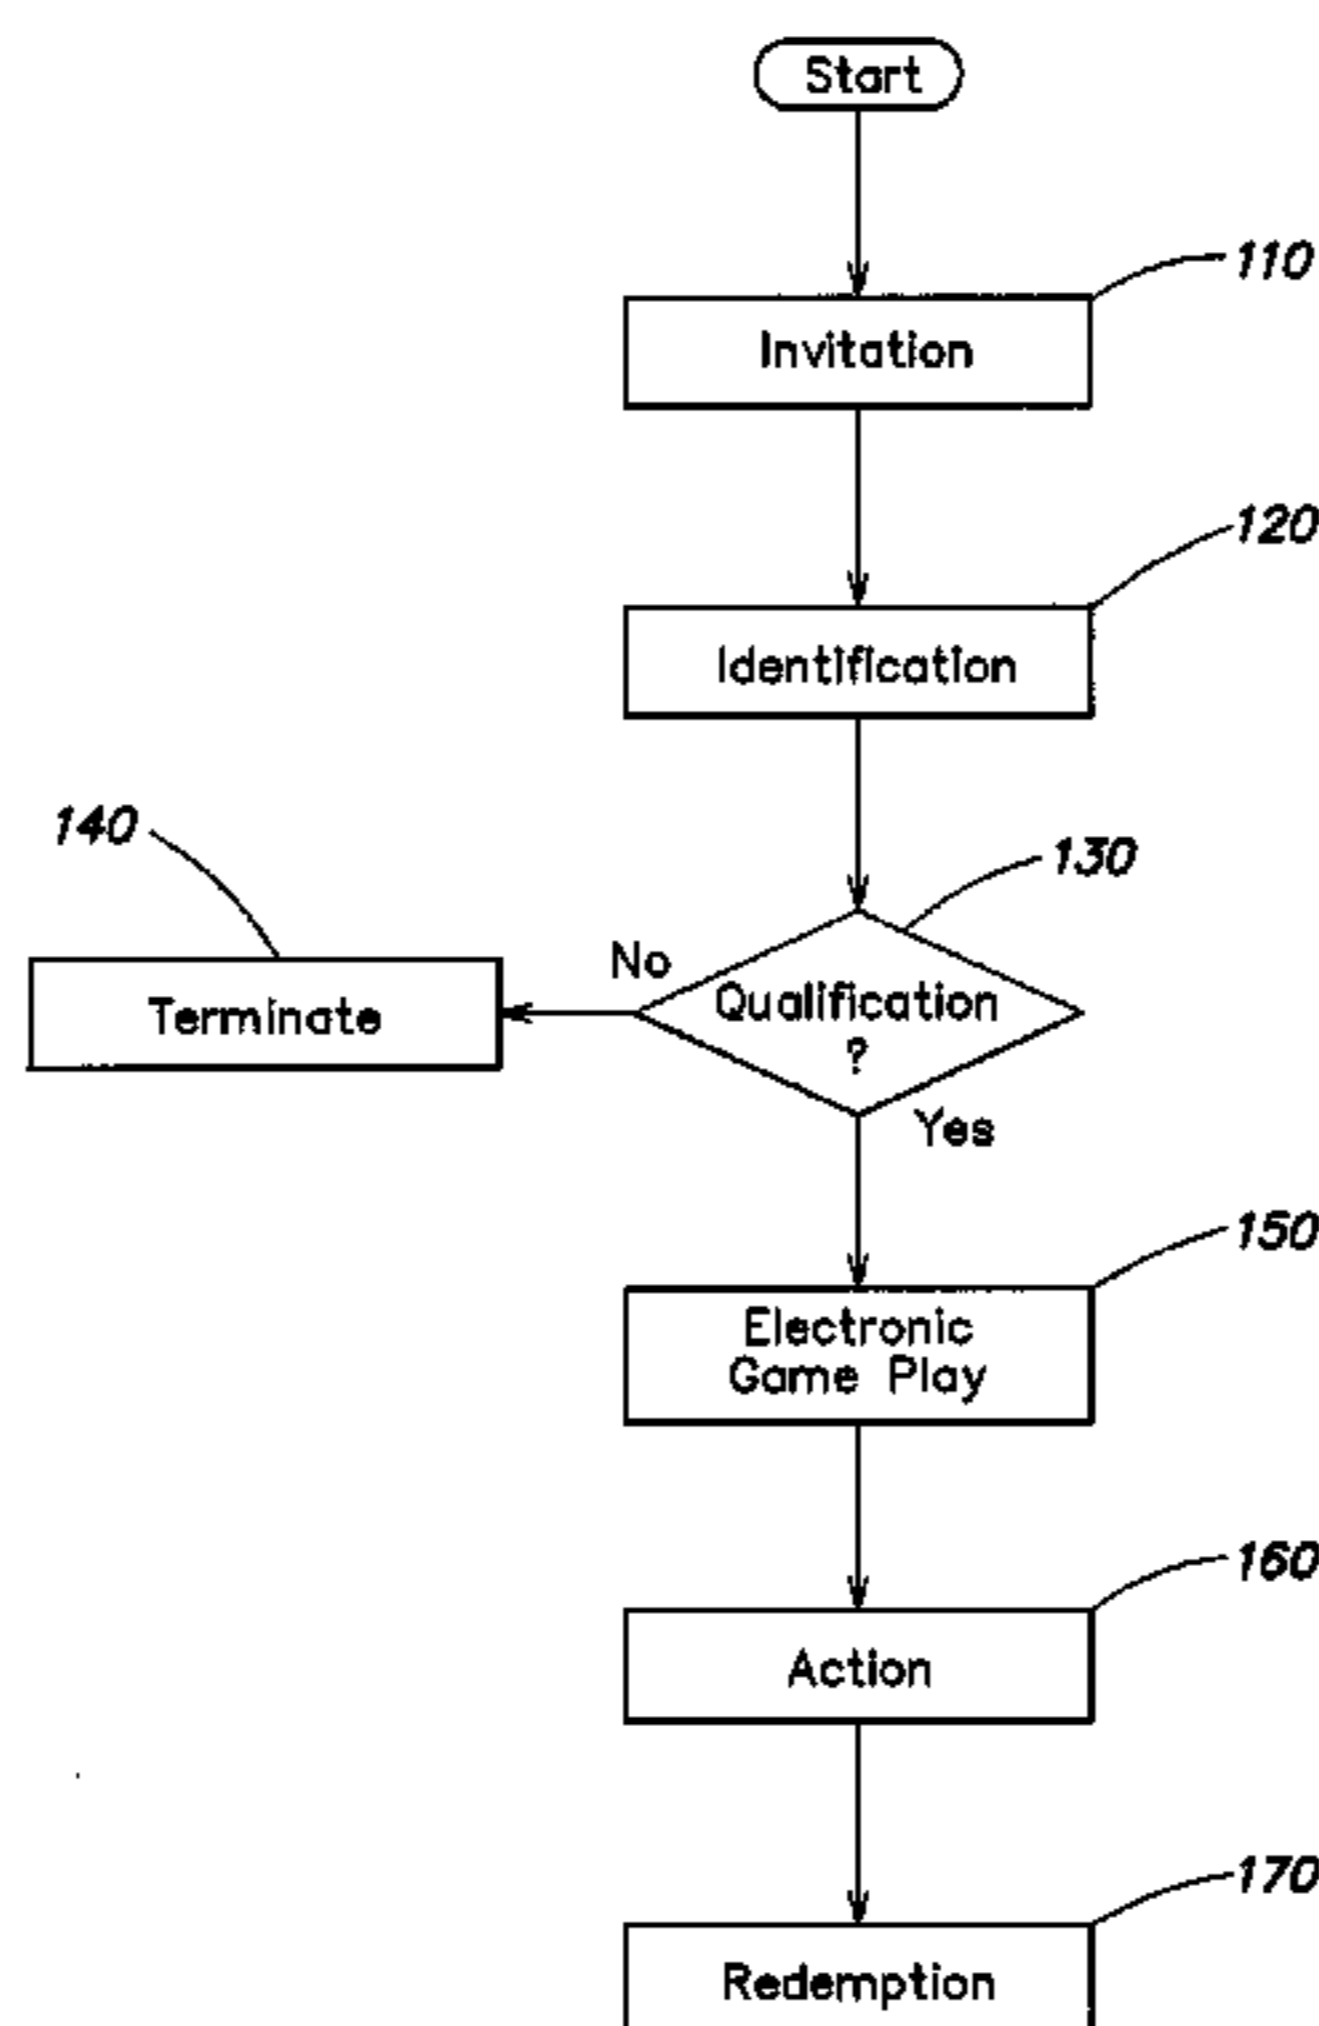 Start
110
Invitation
120
Identification
140
130
No
Terminate
Qualification
?
Yes
150
Electronic
Game Play
160
Action
170
Redemption